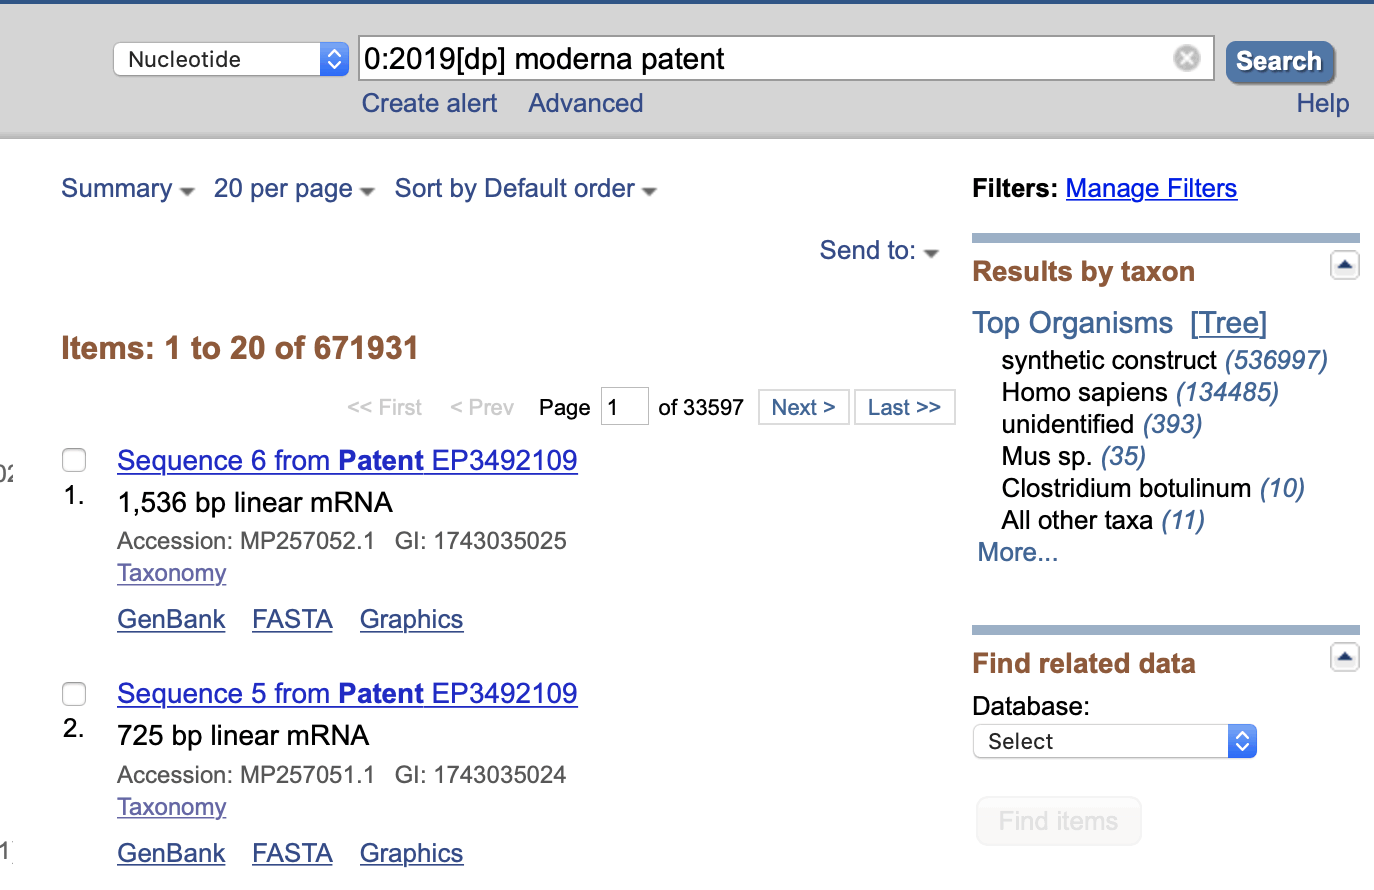 Nucleotide 0:2019[dp] moderna patent Search
Create alert Advanced Help
Summary 20 per page Sort by Default order
Send to:
Items: 1 to 20 of 671931
<< First < Prev Page 1 of 33597 Next > Last >>
Sequence 6 from Patent EP3492109
1. 1,536 bp linear mRNA
Accession: MP257052.1 GI: 1743035025
Taxonomy
GenBank FASTA Graphics
Sequence 5 from Patent EP3492109
2. 725 bp linear mRNA
Accession: MP257051.1 GI: 1743035024
Taxonomy
GenBank FASTA Graphics
Filters: Manage Filters
Results by taxon
Top Organisms [Tree]
synthetic construct (536997)
Homo sapiens (134485)
unidentified (393)
Mus sp. (35)
Clostridium botulinum (10)
All other taxa (11)
More...
Find related data
Database:
Select
Find items